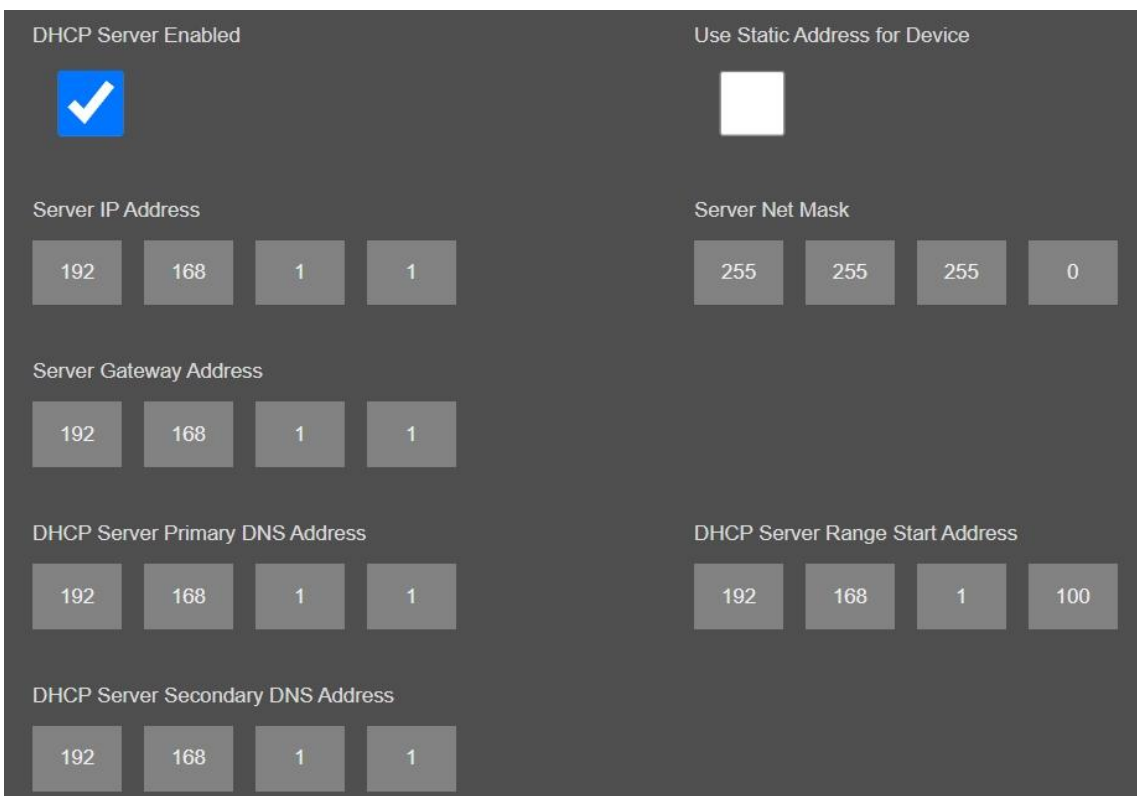 DHCP Server Enabled
Use Static Address for Device
Server IP Address
Server Net Mask
192 168 1 1
255 255 255 0
Server Gateway Address
192 168 1 1
DHCP Server Primary DNS Address
DHCP Server Range Start Address
192 168 1 1
192 168 1 100
DHCP Server Secondary DNS Address
192 168 1 1